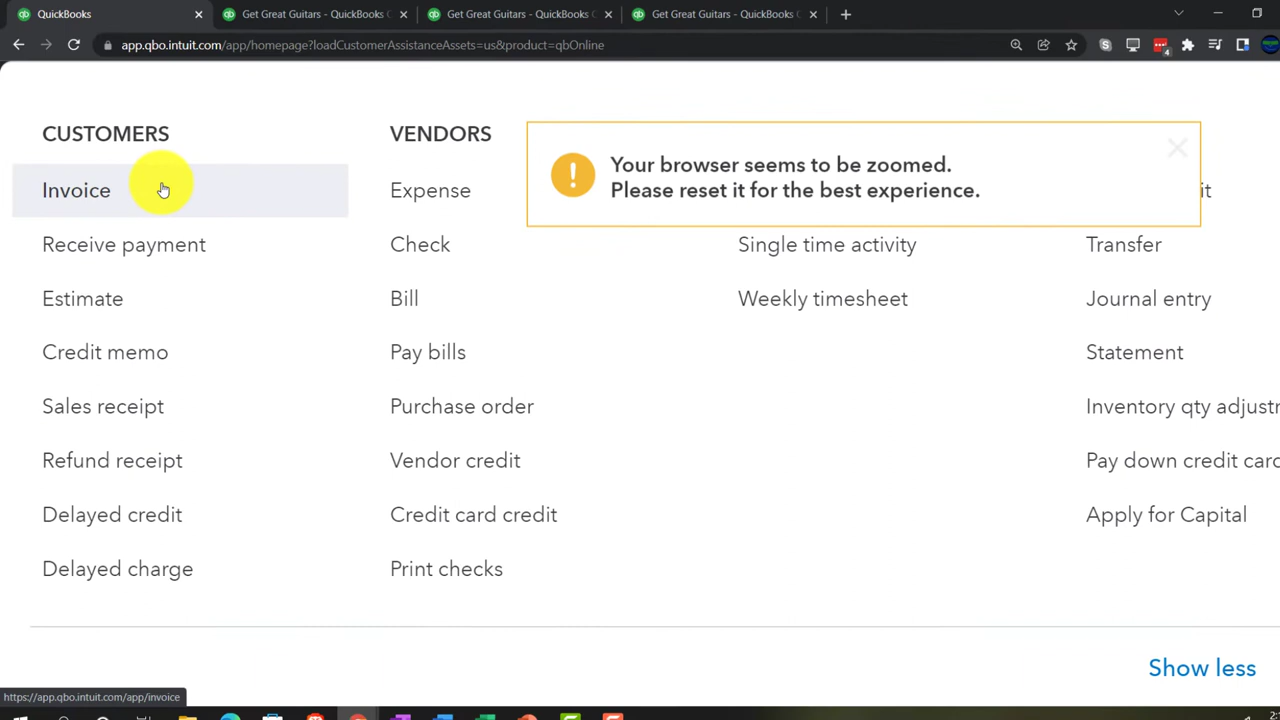 QuickBooks
Get Great Guitars - QuickBooks
Get Great Guitars - QuickBooks
Get Great Guitars - QuickBooks
app.qbo.intuit.com/app/homepage?loadCustomerAssistanceAssets=us&product=qbOnline
4
CUSTOMERS
Invoice
Receive payment
Estimate
Credit memo
Sales receipt
Refund receipt
Delayed credit
Delayed charge
VENDORS
Expense
Check
Bill
Pay bills
Purchase order
Vendor credit
Credit card credit
Print checks
Your browser seems to be zoomed.
Please reset it for the best experience.
Single time activity
Weekly timesheet
Transfer
Journal entry
Statement
Inventory qty
Pay down credit
Apply for Capital
Show less
https://app.qbo.intuit.com/app/invoice